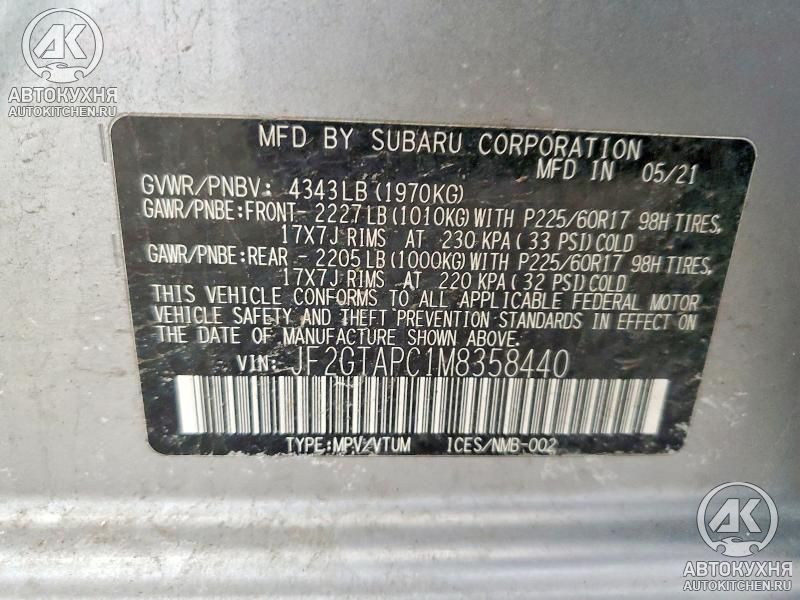 АК
АВТОКУХНЯ
AUTOKITCHEN.RU
MFD BY SUBARU CORPORATION
MFD IN 05/21
GVWR/PNBV: 4343LB (1970KG)
GAWR/PNBE:FRONT- 2227LB (1010KG) WITH P225/60R17 98H TIRES,
17X7J RIMS AT 230 KPA ( 33 PSI) COLD
GAWR/PNBE:REAR - 2205LB (1000KG) WITH P225/60R17 98H TIRES,
17X7J RIMS AT 220 KPA ( 32 PSI) COLD
THIS VEHICLE CONFORMS TO ALL APPLICABLE FEDERAL MOTOR
VEHICLE SAFETY AND THEFT PREVENTION STANDARDS IN EFFECT ON
THE DATE OF MANUFACTURE SHOWN ABOVE.
VIN: JF2GTAPC1M8358440
TYPE:MPV/VTUM ICES/NMB-002
АК
АВТОКУХНЯ
AUTOKITCHEN.RU